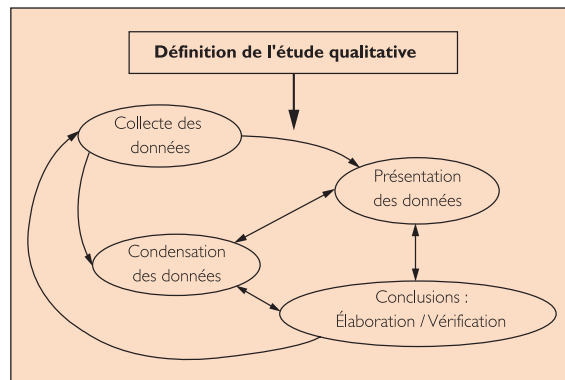 Définition de l'étude qualitative
Collecte des
données
Présentation
des données
Condensation
des données
Conclusions :
Élaboration / Vérification